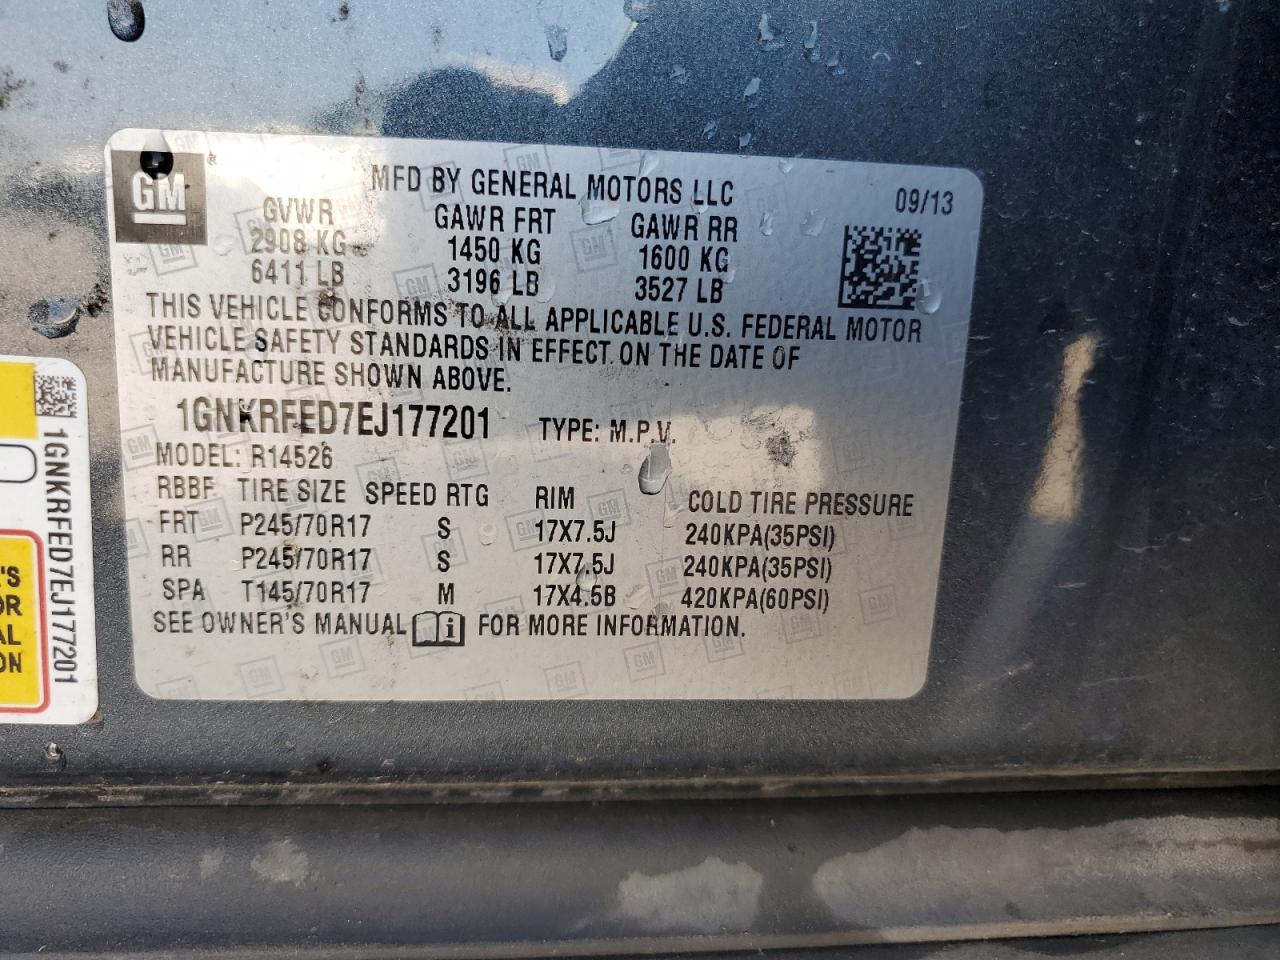 GM
MFD BY GENERAL MOTORS LLC
09/13
GVWR GAWR FRT GAWR RR
2908 KG 1450 KG 1600 KG
6411 LB 3196 LB 3527 LB
THIS VEHICLE CONFORMS TO ALL APPLICABLE U.S. FEDERAL MOTOR
VEHICLE SAFETY STANDARDS IN EFFECT ON THE DATE OF
MANUFACTURE SHOWN ABOVE.
1GNKRFED7EJ177201 TYPE: M.P.V.
MODEL: R14526
RBBF TIRE SIZE SPEED RTG RIM COLD TIRE PRESSURE
FRT P245/70R17 S 17X7.5J 240KPA(35PSI)
RR P245/70R17 S 17X7.5J 240KPA(35PSI)
SPA T145/70R17 M 17X4.5B 420KPA(60PSI)
SEE OWNER'S MANUAL i FOR MORE INFORMATION.
1GNKRFED7EJ177201
'S
OR
AL
ON